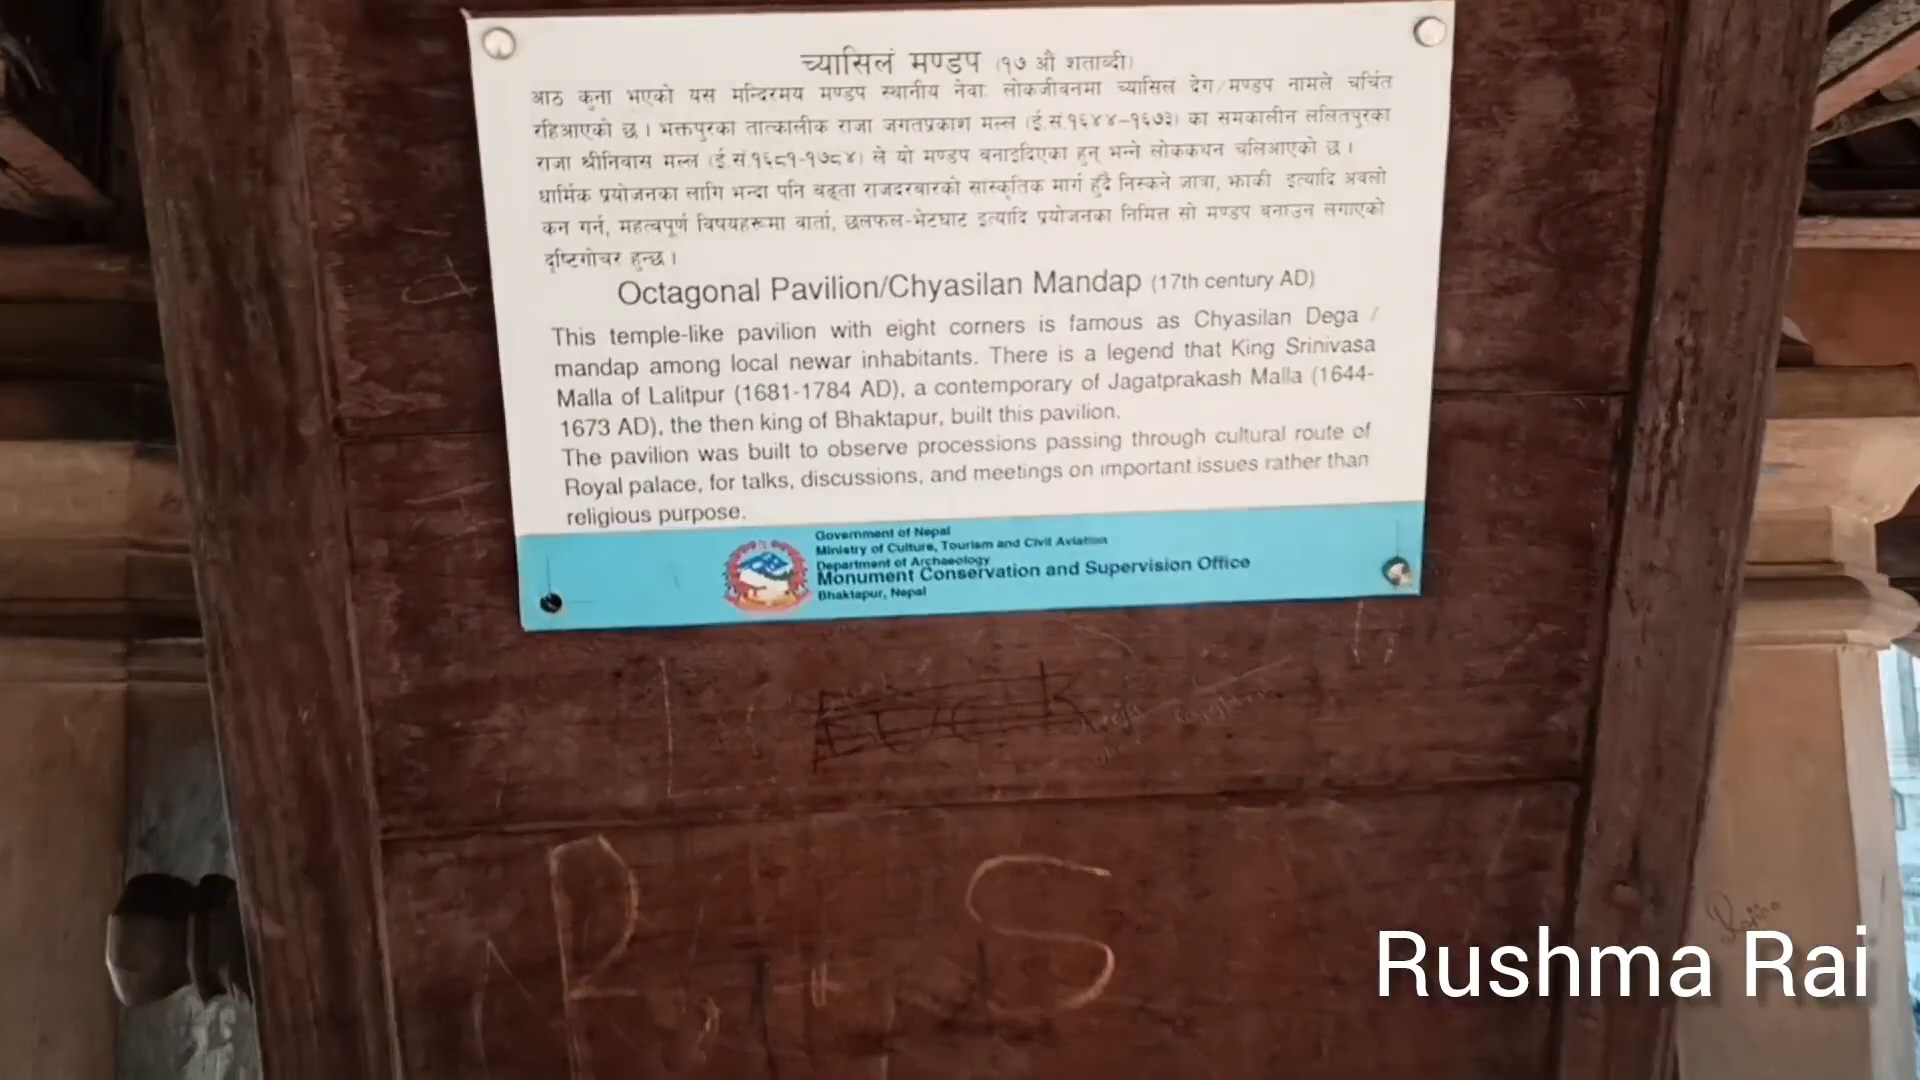 च्यासिलं मण्डप (१७ औ शताब्दी)
आठ कुना भएको यस मन्दिरमय मण्डप स्थानीय नेवा: लोकजीवनमा च्यासिलं देग/मण्डप नामले चर्चित
रहिआएको छ । भक्तपुरका तात्कालीक राजा जगतप्रकाश मल्ल (ई.सं.१६४४-१६७३) का समकालीन ललितपुरका
राजा श्रीनिवास मल्ल (ई.सं.१६८१-१७८४) ले यो मण्डप बनाइदिएका हुन् भन्ने लोककथन चलिआएको छ ।
धार्मिक प्रयोजनका लागि भन्दा पनि बढ्ता राजदरबारको सांस्कृतिक मार्ग हुँदै निस्कने जात्रा, झाकी इत्यादि अवलो
कन गर्न, महत्वपूर्ण विषयहरूमा वार्ता, छलफल-भेटघाट इत्यादि प्रयोजनका निमित्त सो मण्डप बनाउन लगाएको
दृष्टिगोचर हुन्छ ।
Octagonal Pavilion/Chyasilan Mandap (17th century AD)
This temple-like pavilion with eight corners is famous as Chyasilan Dega /
mandap among local newar inhabitants. There is a legend that King Srinivasa
Malla of Lalitpur (1681-1784 AD), a contemporary of Jagatprakash Malla (1644-
1673 AD), the then king of Bhaktapur, built this pavilion.
The pavilion was built to observe processions passing through cultural route of
Royal palace, for talks, discussions, and meetings on important issues rather than
religious purpose.
Government of Nepal
Ministry of Culture, Tourism and Civil Aviation
Department of Archaeology
Monument Conservation and Supervision Office
Bhaktapur, Nepal
R S
Rushma Rai